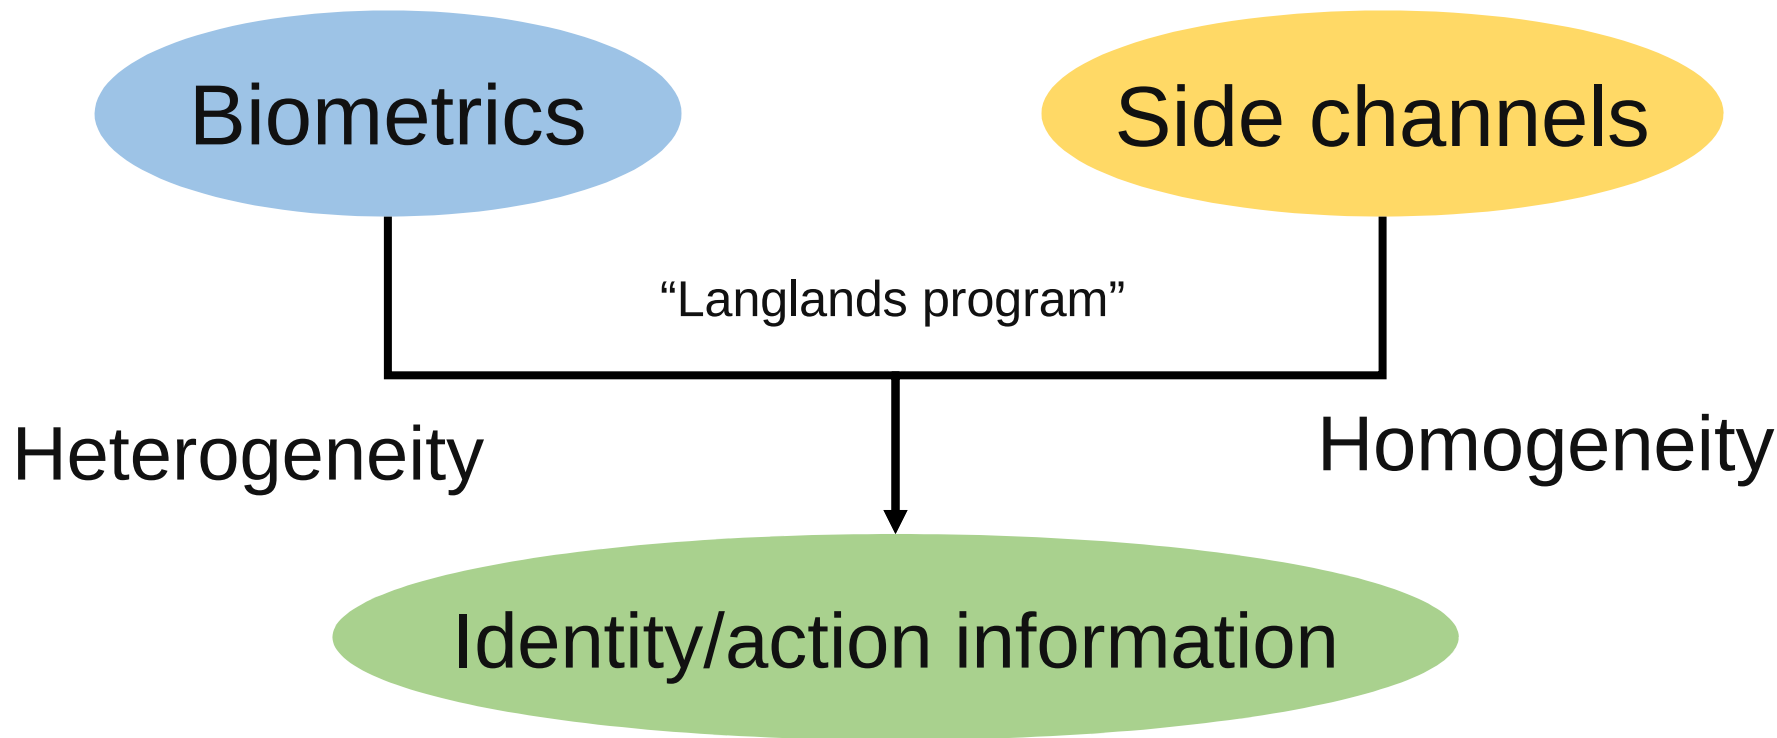 Biometrics
Side channels
“Langlands program”
Heterogeneity
Homogeneity
Identity/action information